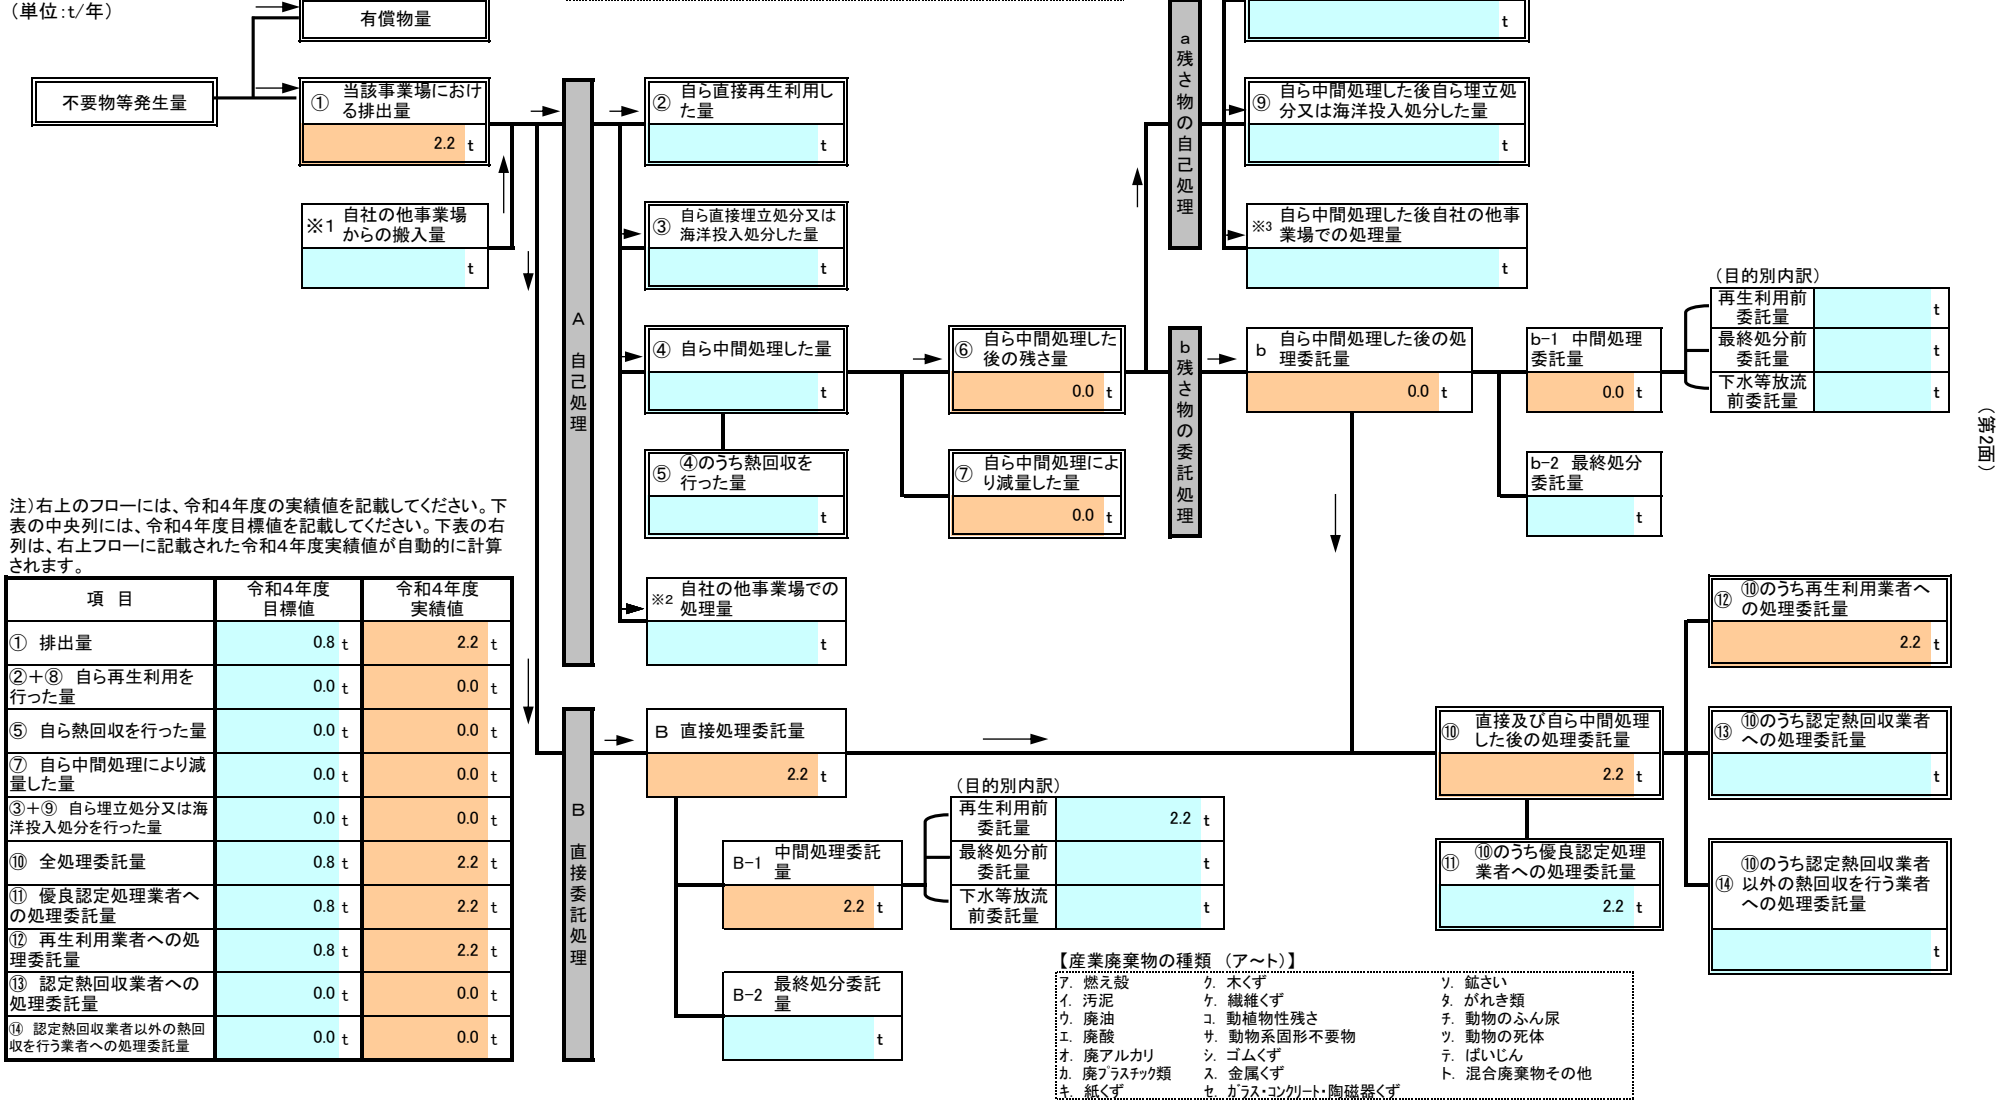 （単位：t/年）
有償物量
t
不要物等発生量
① 当該事業場におけ
る排出量
2.2 t
※1 自社の他事業場
からの搬入量
t
A 自己処理
② 自ら直接再生利用し
た量
t
③ 自ら直接埋立処分又は
海洋投入処分した量
t
④ 自ら中間処理した量
t
⑤ ④のうち熱回収を
行った量
t
※2 自社の他事業場での
処理量
t
⑥ 自ら中間処理した
後の残さ量
0.0 t
⑦ 自ら中間処理によ
り減量した量
0.0 t
a 残さ物の自己処理
⑨ 自ら中間処理した後自ら埋立処
分又は海洋投入処分した量
t
※3 自ら中間処理した後自社の他事
業場での処理量
t
b 残さ物の委託処理
b 自ら中間処理した後の処
理委託量
0.0 t
b-1 中間処理
委託量
0.0 t
b-2 最終処分
委託量
t
（目的別内訳）
再生利用前
委託量 t
最終処分前
委託量 t
下水等放流
前委託量 t
（第2面）
注）右上のフローには、令和4年度の実績値を記載してください。下
表の中央列には、令和4年度目標値を記載してください。下表の右
列は、右上フローに記載された令和4年度実績値が自動的に計算
されます。
項 目 令和4年度
目標値 令和4年度
実績値
① 排出量 0.8 t 2.2 t
②＋⑧ 自ら再生利用を
行った量 0.0 t 0.0 t
⑤ 自ら熱回収を行った量 0.0 t 0.0 t
⑦ 自ら中間処理により減
量した量 0.0 t 0.0 t
③＋⑨ 自ら埋立処分又は海
洋投入処分を行った量 0.0 t 0.0 t
⑩ 全処理委託量 0.8 t 2.2 t
⑪ 優良認定処理業者へ
の処理委託量 0.8 t 2.2 t
⑫ 再生利用業者への処
理委託量 0.8 t 2.2 t
⑬ 認定熱回収業者への
処理委託量 0.0 t 0.0 t
⑭ 認定熱回収業者以外の熱回
収を行う業者への処理委託量 0.0 t 0.0 t
B 直接委託処理
B 直接処理委託量
2.2 t
B-1 中間処理委託
量
2.2 t
B-2 最終処分委託
量
t
（目的別内訳）
再生利用前
委託量 2.2 t
最終処分前
委託量 t
下水等放流
前委託量 t
⑩ 直接及び自ら中間処理
した後の処理委託量
2.2 t
⑪ ⑩のうち優良認定処理
業者への処理委託量
2.2 t
⑫ ⑩のうち再生利用業者へ
の処理委託量
2.2 t
⑬ ⑩のうち認定熱回収業者
への処理委託量
t
⑭ ⑩のうち認定熱回収業者
以外の熱回収を行う業者
への処理委託量
t
【産業廃棄物の種類 （ア～ト）】
ｱ. 燃え殻 ｸ. 木くず ｿ. 鉱さい
ｲ. 汚泥 ｹ. 繊維くず ﾀ. がれき類
ｳ. 廃油 ｺ. 動植物性残さ ﾁ. 動物のふん尿
ｴ. 廃酸 ｻ. 動物系固形不要物 ﾂ. 動物の死体
ｵ. 廃アルカリ ｼ. ゴムくず ﾃ. ばいじん
ｶ. 廃ﾌﾟﾗｽﾁｯｸ類 ｽ. 金属くず ﾄ. 混合廃棄物その他
ｷ. 紙くず ｾ. ｶﾞﾗｽ・ｺﾝｸﾘｰﾄ・陶磁器くず